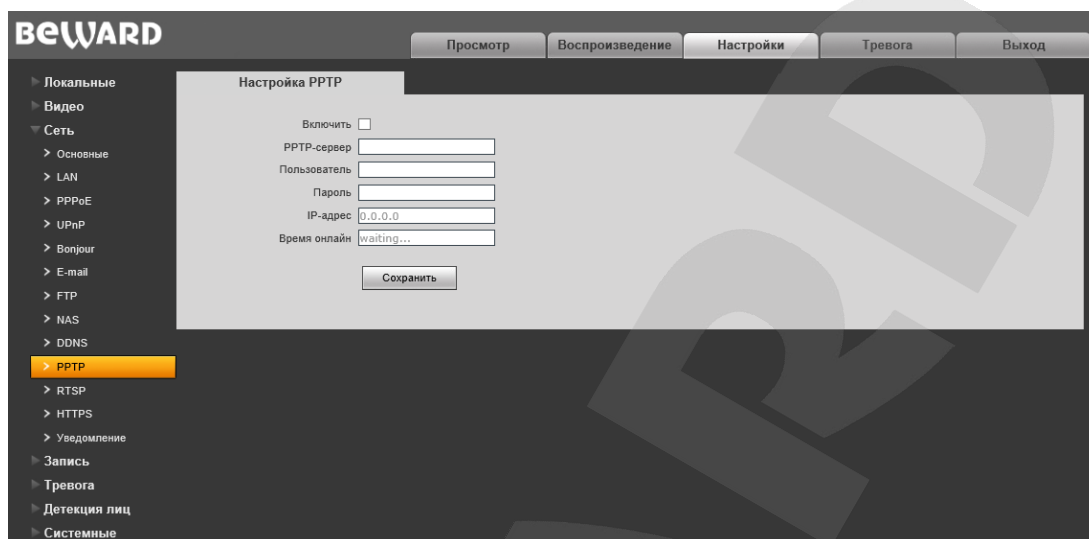 BEWARD
Просмотр
Воспроизведение
Настройки
Тревога
Выход
Локальные
Видео
Сеть
Основные
LAN
PPPoE
UPnP
Bonjour
E-mail
FTP
NAS
DDNS
PPTP
RTSP
HTTPS
Уведомление
Запись
Тревога
Детекция лиц
Системные
Настройка PPTP
Включить
PPTP-сервер
Пользователь
Пароль
IP-адрес 0.0.0.0
Время онлайн waiting...
Сохранить